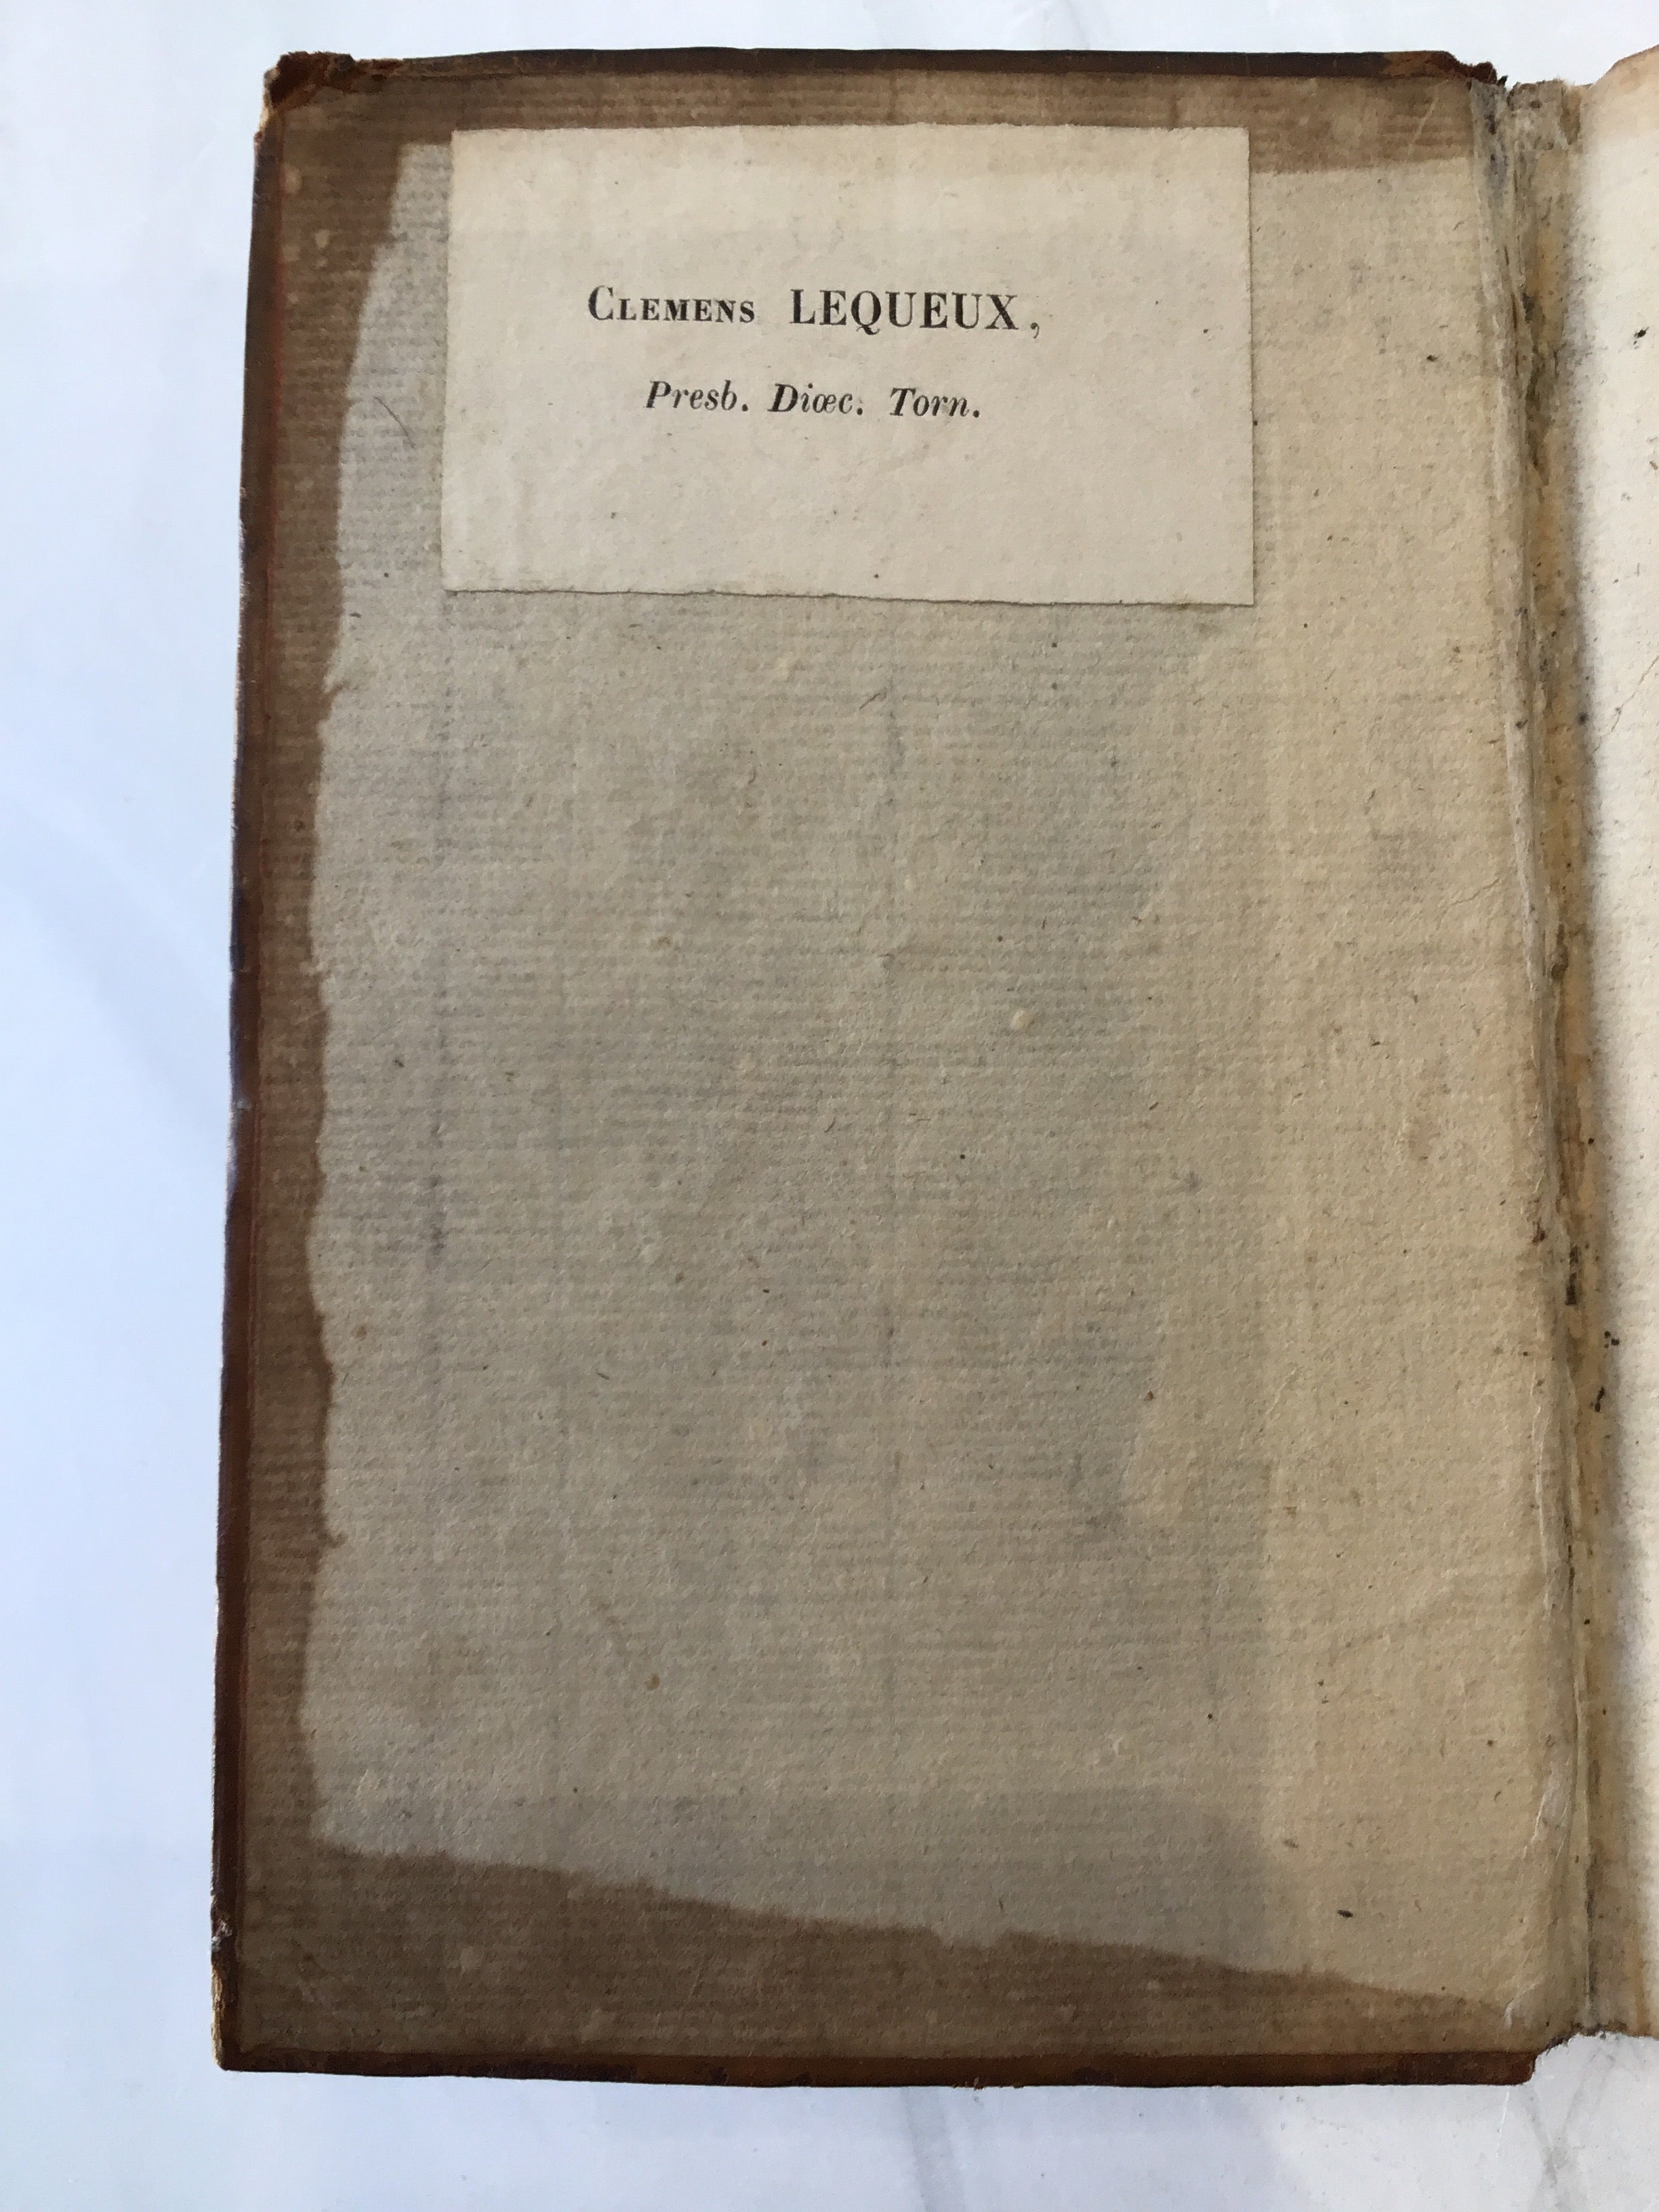 CLEMENS LEQUEUX,
Presb. Diœc. Torn.